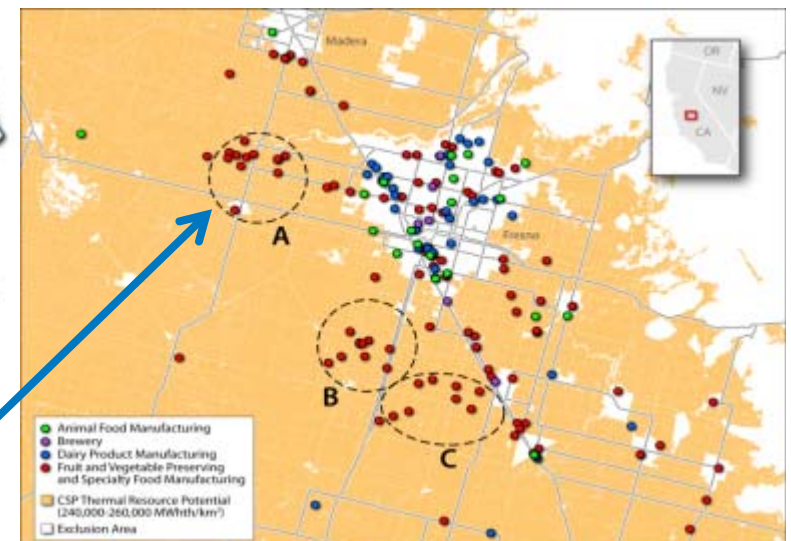 Madera
OR
NV
CA
A
Fresno
B
C
Animal Food Manufacturing
Brewery
Dairy Product Manufacturing
Fruit and Vegetable Preserving
and Specialty Food Manufacturing
CSP Thermal Resource Potential
(240,000-260,000 MWhth/km²)
Exclusion Area